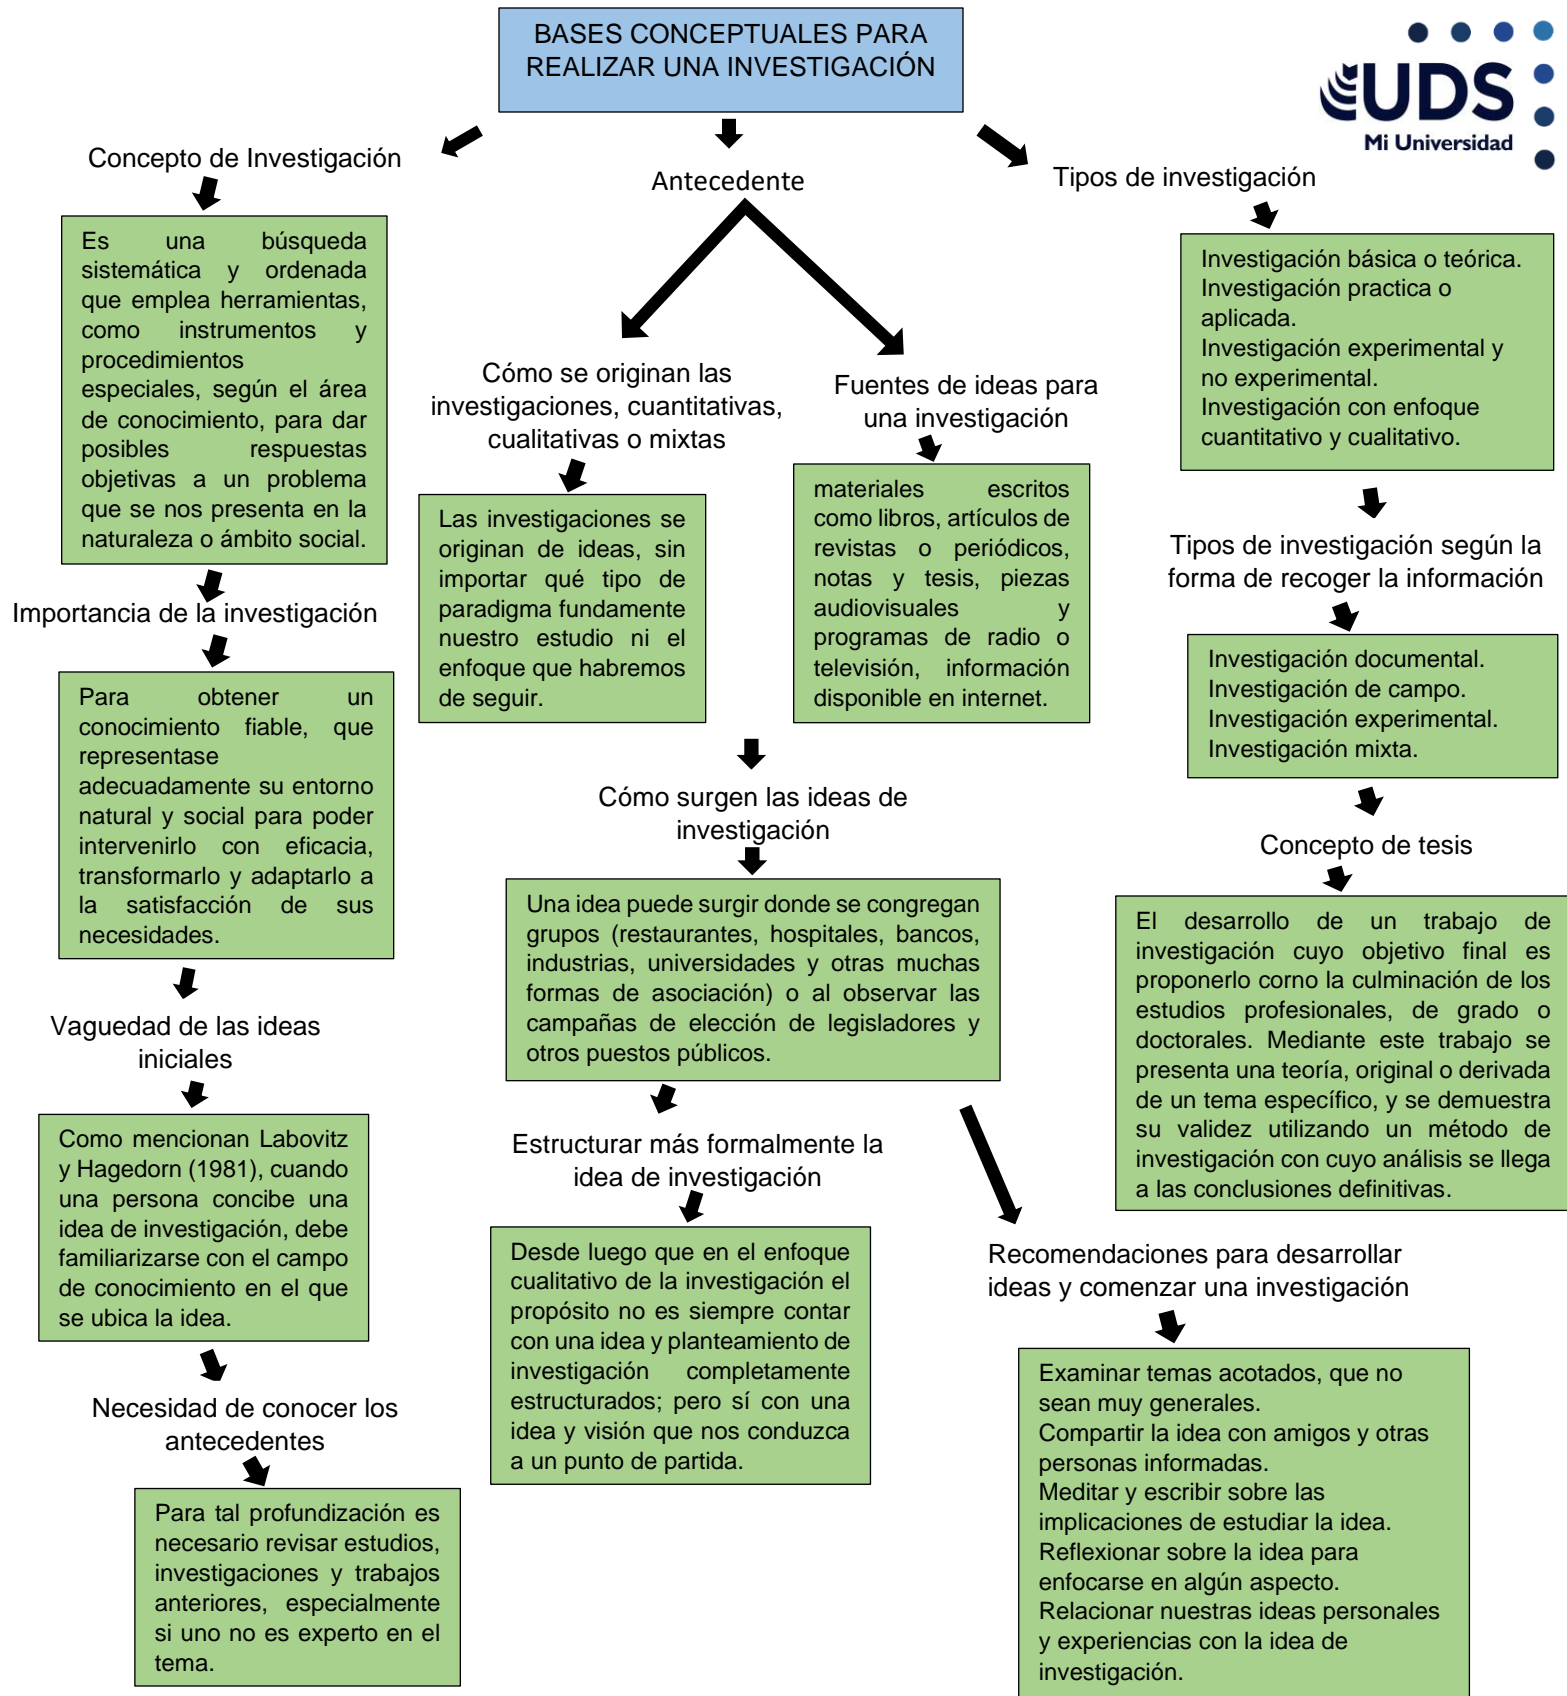 BASES CONCEPTUALES PARA
REALIZAR UNA INVESTIGACIÓN
UDS
Mi Universidad
Concepto de Investigación
Es una búsqueda
sistemática y ordenada
que emplea herramientas,
como instrumentos y
procedimientos
especiales, según el área
de conocimiento, para dar
posibles respuestas
objetivas a un problema
que se nos presenta en la
naturaleza o ámbito social.
Importancia de la investigación
Para obtener un
conocimiento fiable, que
representase
adecuadamente su entorno
natural y social para poder
intervenirlo con eficacia,
transformarlo y adaptarlo a
la satisfacción de sus
necesidades.
Vaguedad de las ideas
iniciales
Como mencionan Labovitz
y Hagedorn (1981), cuando
una persona concibe una
idea de investigación, debe
familiarizarse con el campo
de conocimiento en el que
se ubica la idea.
Necesidad de conocer los
antecedentes
Para tal profundización es
necesario revisar estudios,
investigaciones y trabajos
anteriores, especialmente
si uno no es experto en el
tema.
Antecedente
Cómo se originan las
investigaciones, cuantitativas,
cualitativas o mixtas
Las investigaciones se
originan de ideas, sin
importar qué tipo de
paradigma fundamente
nuestro estudio ni el
enfoque que habremos
de seguir.
Fuentes de ideas para
una investigación
materiales escritos
como libros, artículos de
revistas o periódicos,
notas y tesis, piezas
audiovisuales y
programas de radio o
televisión, información
disponible en internet.
Cómo surgen las ideas de
investigación
Una idea puede surgir donde se congregan
grupos (restaurantes, hospitales, bancos,
industrias, universidades y otras muchas
formas de asociación) o al observar las
campañas de elección de legisladores y
otros puestos públicos.
Estructurar más formalmente la
idea de investigación
Desde luego que en el enfoque
cualitativo de la investigación el
propósito no es siempre contar
con una idea y planteamiento de
investigación completamente
estructurados; pero sí con una
idea y visión que nos conduzca
a un punto de partida.
Recomendaciones para desarrollar
ideas y comenzar una investigación
Examinar temas acotados, que no
sean muy generales.
Compartir la idea con amigos y otras
personas informadas.
Meditar y escribir sobre las
implicaciones de estudiar la idea.
Reflexionar sobre la idea para
enfocarse en algún aspecto.
Relacionar nuestras ideas personales
y experiencias con la idea de
investigación.
Tipos de investigación
Investigación básica o teórica.
Investigación practica o
aplicada.
Investigación experimental y
no experimental.
Investigación con enfoque
cuantitativo y cualitativo.
Tipos de investigación según la
forma de recoger la información
Investigación documental.
Investigación de campo.
Investigación experimental.
Investigación mixta.
Concepto de tesis
El desarrollo de un trabajo de
investigación cuyo objetivo final es
proponerlo corno la culminación de los
estudios profesionales, de grado o
doctorales. Mediante este trabajo se
presenta una teoría, original o derivada
de un tema específico, y se demuestra
su validez utilizando un método de
investigación con cuyo análisis se llega
a las conclusiones definitivas.